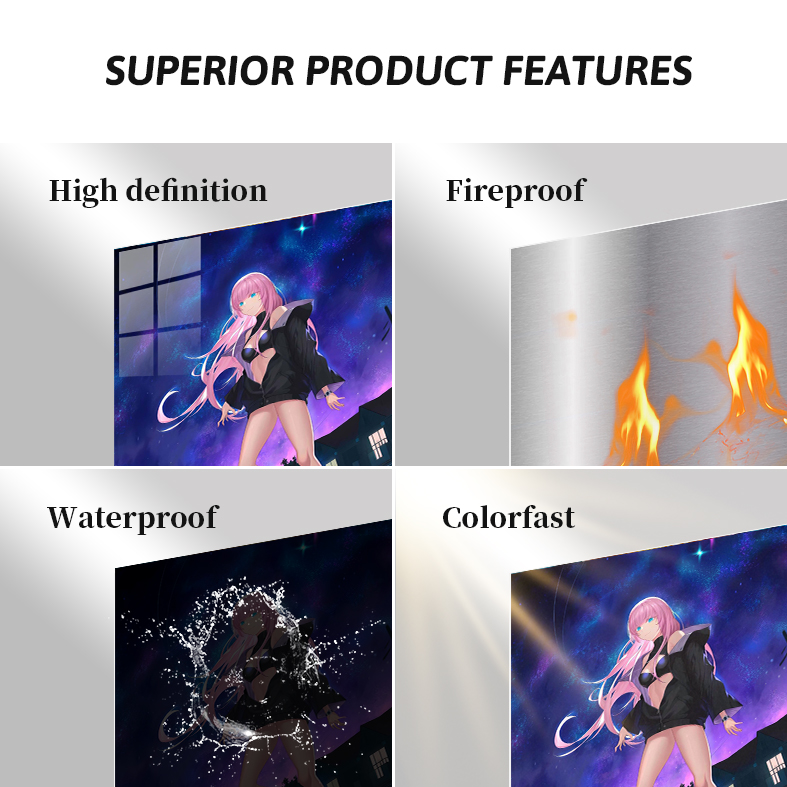 SUPERIOR PRODUCT FEATURES
High definition
Fireproof
Waterproof
Colorfast